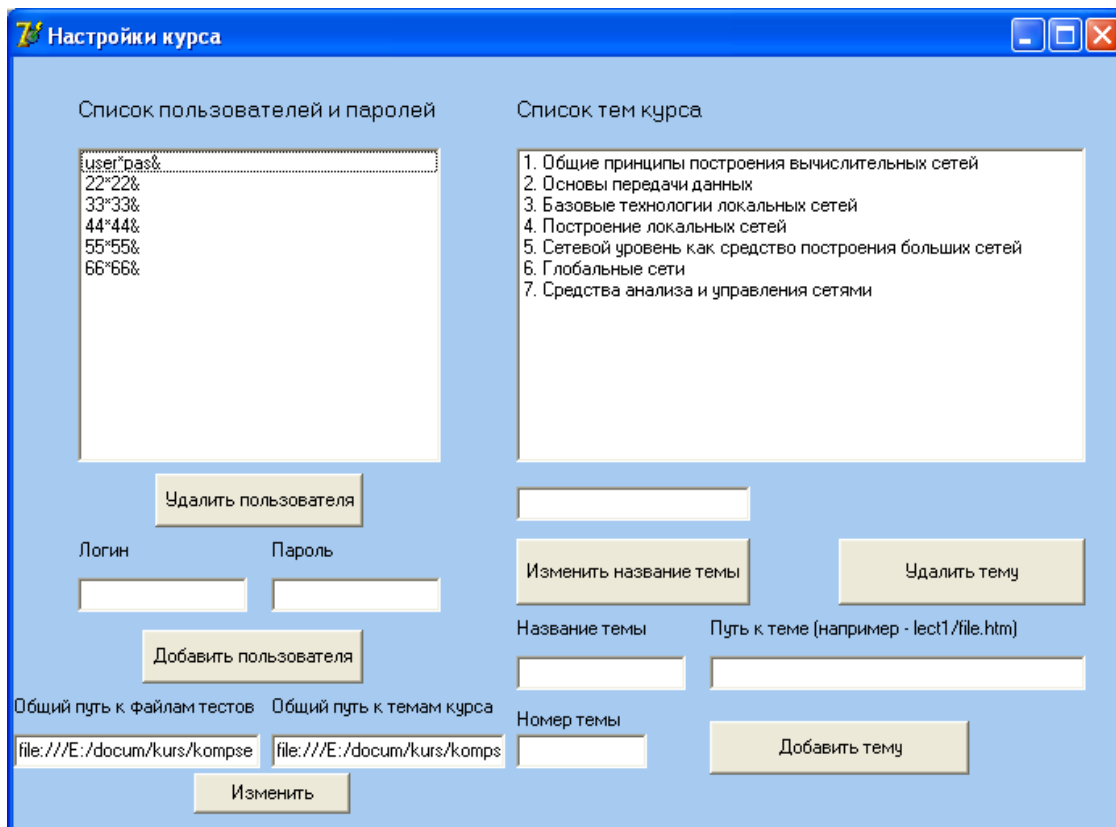 Настройки курса
Список пользователей и паролей
user*pas&
22*22&
33*33&
44*44&
55*55&
66*66&
Удалить пользователя
Логин Пароль
Добавить пользователя
Общий путь к файлам тестов Общий путь к темам курса
file:///E:/docum/kurs/kompse file:///E:/docum/kurs/komps
Изменить
Список тем курса
1. Общие принципы построения вычислительных сетей
2. Основы передачи данных
3. Базовые технологии локальных сетей
4. Построение локальных сетей
5. Сетевой уровень как средство построения больших сетей
6. Глобальные сети
7. Средства анализа и управления сетями
Изменить название темы Удалить тему
Название темы Путь к теме (например - lect1/file.htm)
Номер темы
Добавить тему